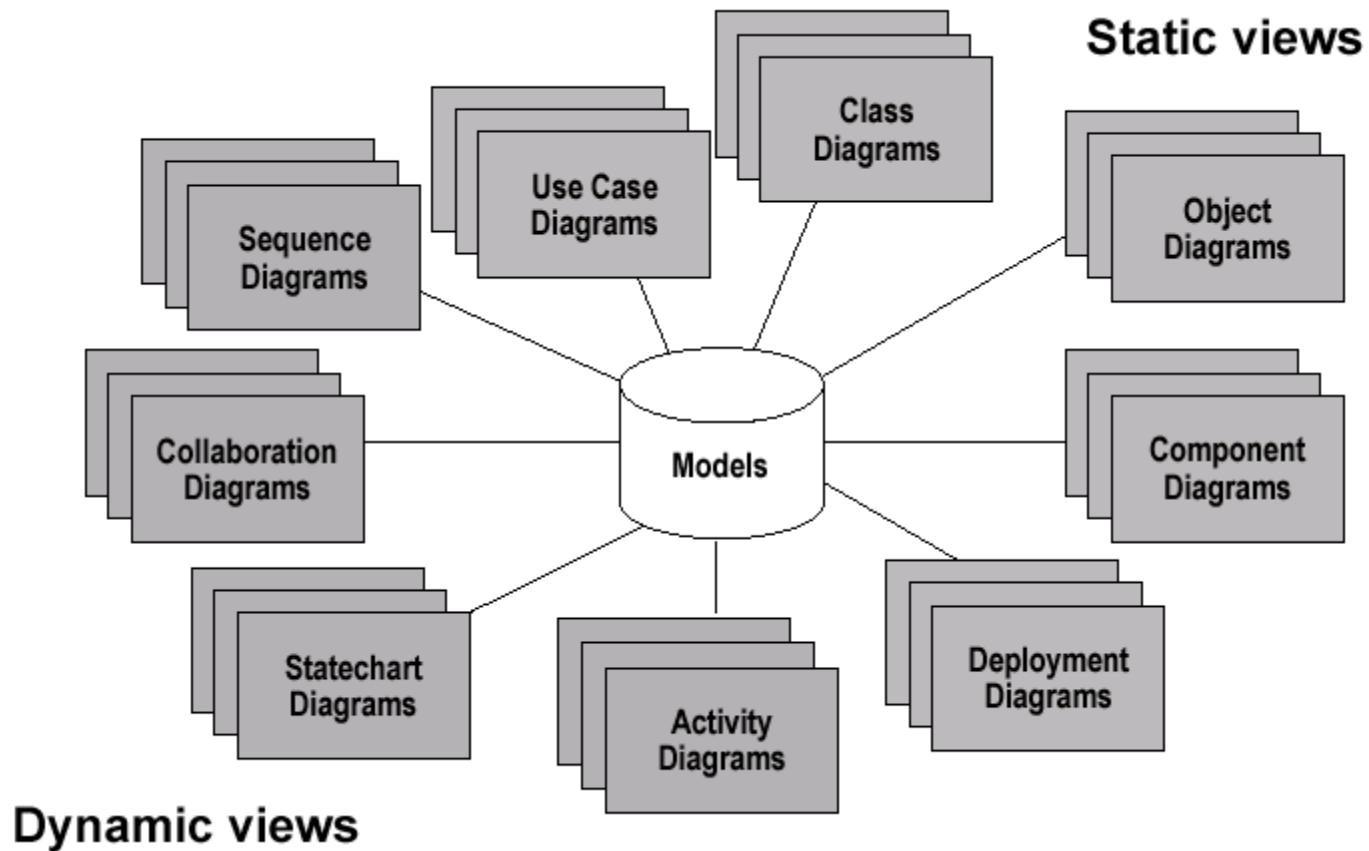 Static views
Class
Diagrams
Use Case
Diagrams
Object
Diagrams
Sequence
Diagrams
Collaboration
Diagrams
Models
Component
Diagrams
Statechart
Diagrams
Activity
Diagrams
Deployment
Diagrams
Dynamic views